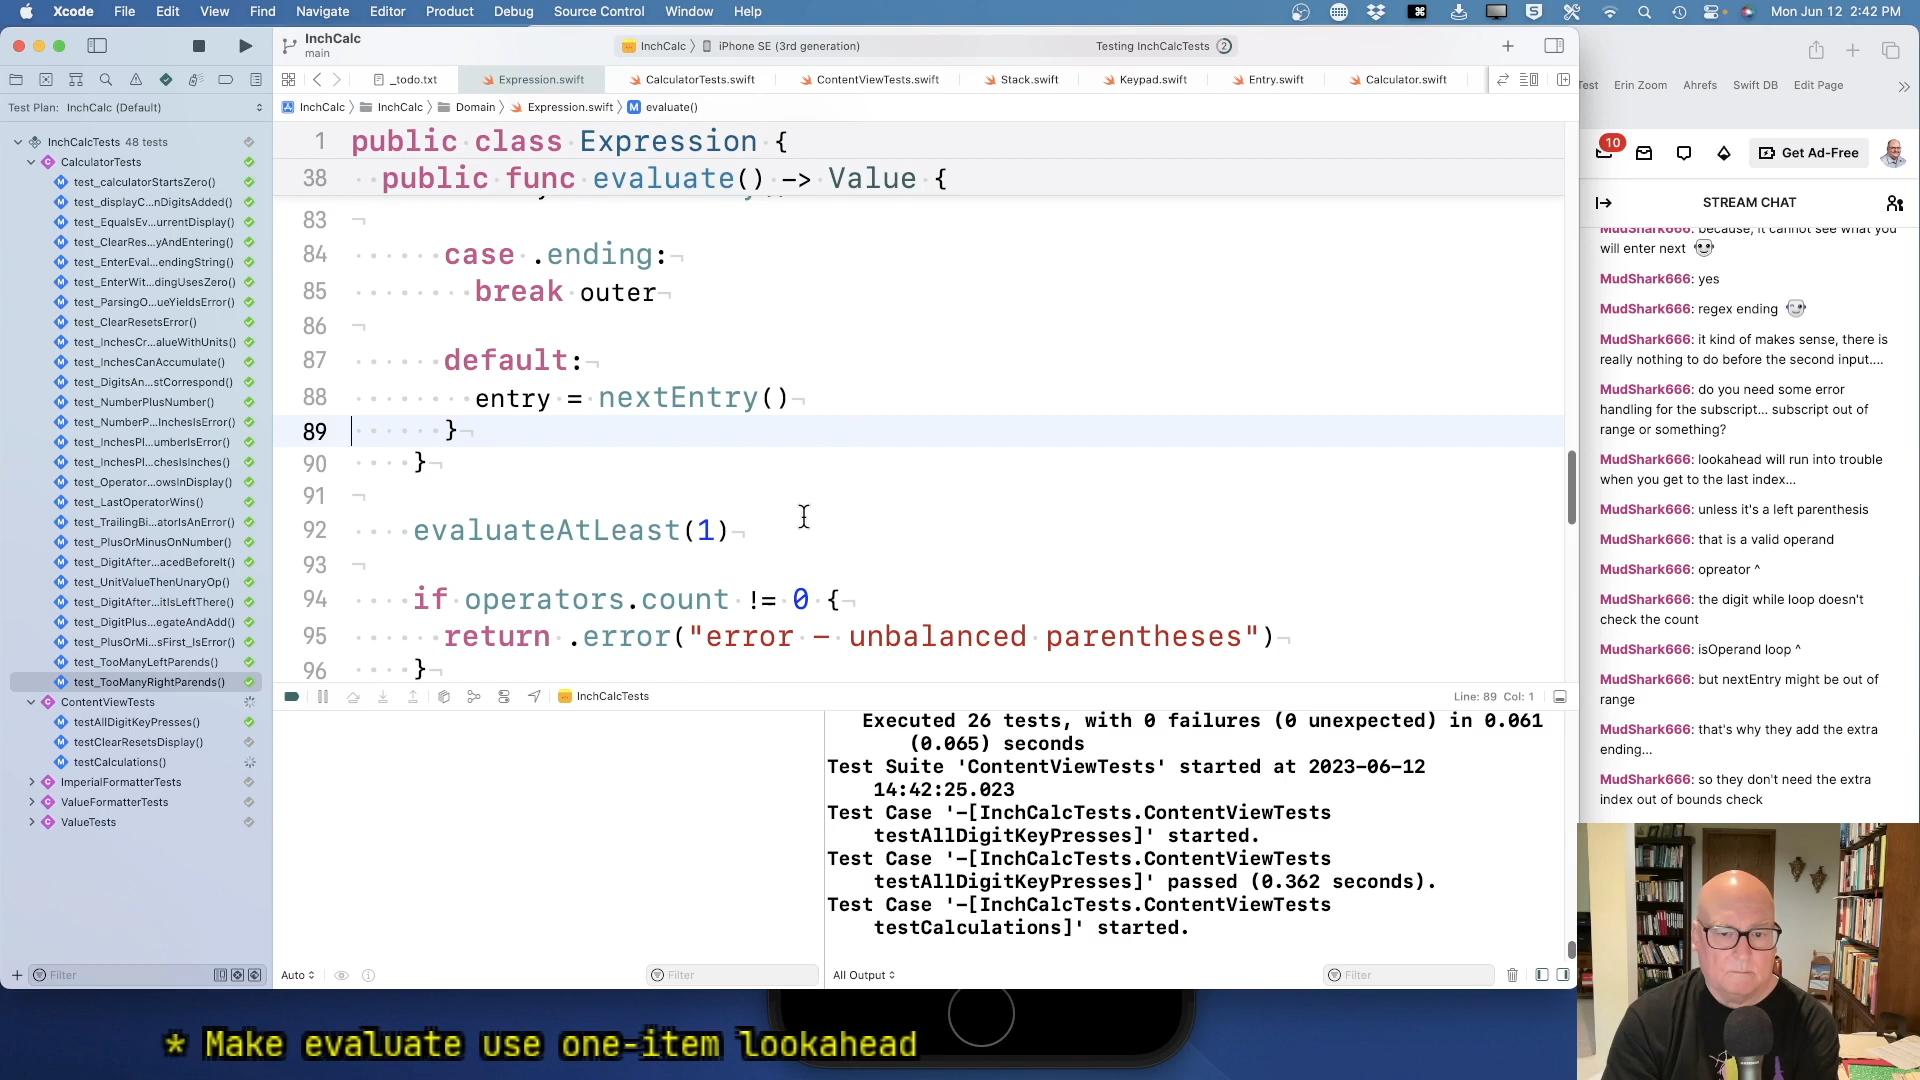 Xcode File Edit View Find Navigate Editor Product Debug Source Control Window Help Mon Jun 12 2:42 PM
InchCalc
main
InchCalc iPhone SE (3rd generation) Testing InchCalcTests 2
_todo.txt Expression.swift CalculatorTests.swift ContentViewTests.swift Stack.swift Keypad.swift Entry.swift Calculator.swift
Test Plan: InchCalc (Default)
InchCalc InchCalc Domain Expression.swift M evaluate()
InchCalcTests 48 tests
CalculatorTests
test_calculatorStartsZero()
test_displayC...nDigitsAdded()
test_EqualsEv...urrentDisplay()
test_ClearRes...yAndEntering()
test_EnterEval...endingString()
test_EnterWit...dingUsesZero()
test_ParsingO...ueYieldsError()
test_ClearResetsError()
test_InchesCr...alueWithUnits()
test_InchesCanAccumulate()
test_DigitsAn...stCorrespond()
test_NumberPlusNumber()
test_NumberP...InchesIsError()
test_InchesPl...umberIsError()
test_InchesPl...chesIsInches()
test_Operator...owsInDisplay()
test_LastOperatorWins()
test_TrailingBi...atorIsAnError()
test_PlusOrMinusOnNumber()
test_DigitAfter...acedBeforeIt()
test_UnitValueThenUnaryOp()
test_DigitAfter...itIsLeftThere()
test_DigitPlus...egateAndAdd()
test_PlusOrMi...sFirst_IsError()
test_TooManyLeftParends()
test_TooManyRightParends()
ContentViewTests
testAllDigitKeyPresses()
testClearResetsDisplay()
testCalculations()
ImperialFormatterTests
ValueFormatterTests
ValueTests
Filter
1 public class Expression {
38 public func evaluate() -> Value {
83
84 case .ending:
85 break outer
86
87 default:
88 entry = nextEntry()
89 }
90 }
91
92 evaluateAtLeast(1)
93
94 if operators.count != 0 {
95 return .error("error – unbalanced parentheses")
96 }
InchCalcTests
Line: 89 Col: 1
Executed 26 tests, with 0 failures (0 unexpected) in 0.061
(0.065) seconds
Test Suite 'ContentViewTests' started at 2023-06-12
14:42:25.023
Test Case '-[InchCalcTests.ContentViewTests
testAllDigitKeyPresses]' started.
Test Case '-[InchCalcTests.ContentViewTests
testAllDigitKeyPresses]' passed (0.362 seconds).
Test Case '-[InchCalcTests.ContentViewTests
testCalculations]' started.
Auto Filter All Output Filter
Test Erin Zoom Ahrefs Swift DB Edit Page
10 Get Ad-Free
STREAM CHAT
MudShark666: because, it cannot see what you
will enter next
MudShark666: yes
MudShark666: regex ending
MudShark666: it kind of makes sense, there is
really nothing to do before the second input....
MudShark666: do you need some error
handling for the subscript... subscript out of
range or something?
MudShark666: lookahead will run into trouble
when you get to the last index...
MudShark666: unless it's a left parenthesis
MudShark666: that is a valid operand
MudShark666: opreator ^
MudShark666: the digit while loop doesn't
check the count
MudShark666: isOperand loop ^
MudShark666: but nextEntry might be out of
range
MudShark666: that's why they add the extra
ending...
MudShark666: so they don't need the extra
index out of bounds check
* Make evaluate use one-item lookahead